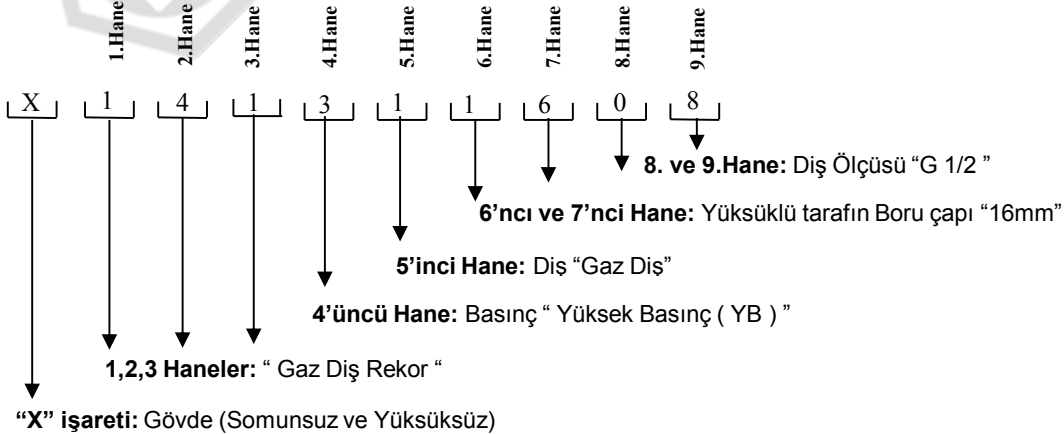 1.Hane 2.Hane 3.Hane 4.Hane 5.Hane 6.Hane 7.Hane 8.Hane 9.Hane
X 1 4 1 3 1 1 6 0 8
8. ve 9.Hane: Diş Ölçüsü “G 1/2 ”
6’ncı ve 7’nci Hane: Yüksüklü tarafın Boru çapı “16mm”
5’inci Hane: Diş “Gaz Diş”
4’üncü Hane: Basınç “ Yüksek Basınç ( YB ) ”
1,2,3 Haneler: “ Gaz Diş Rekor “
“X” işareti: Gövde (Somunsuz ve Yüksüksüz)